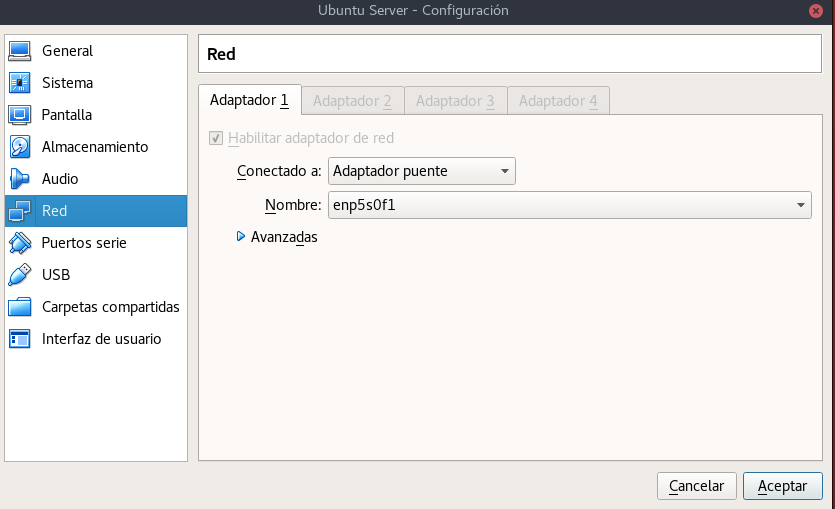 Ubuntu Server - Configuración
General
Sistema
Pantalla
Almacenamiento
Audio
Red
Puertos serie
USB
Carpetas compartidas
Interfaz de usuario
Red
Adaptador 1 Adaptador 2 Adaptador 3 Adaptador 4
Habilitar adaptador de red
Conectado a: Adaptador puente
Nombre: enp5s0f1
Avanzadas
Cancelar Aceptar